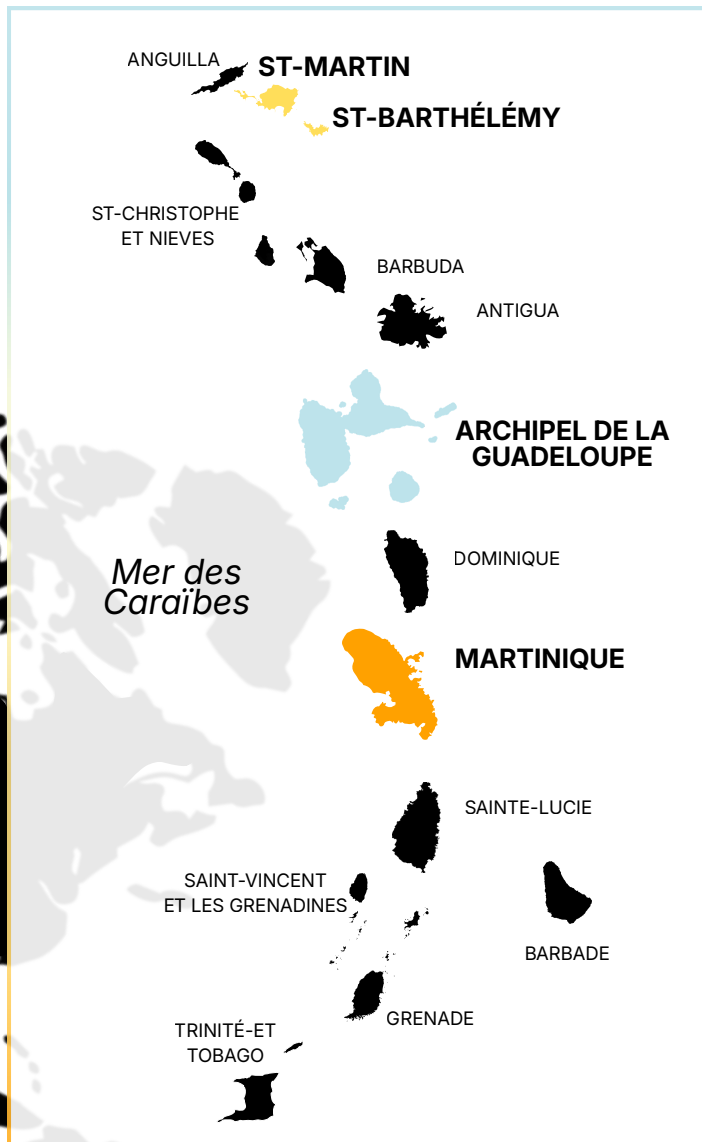 ANGUILLA
ST-MARTIN
ST-BARTHÉLÉMY
ST-CHRISTOPHE
ET NIEVES
BARBUDA
ANTIGUA
ARCHIPEL DE LA
GUADELOUPE
DOMINIQUE
Mer des
Caraïbes
MARTINIQUE
SAINTE-LUCIE
SAINT-VINCENT
ET LES GRENADINES
BARBADE
GRENADE
TRINITÉ-ET
TOBAGO